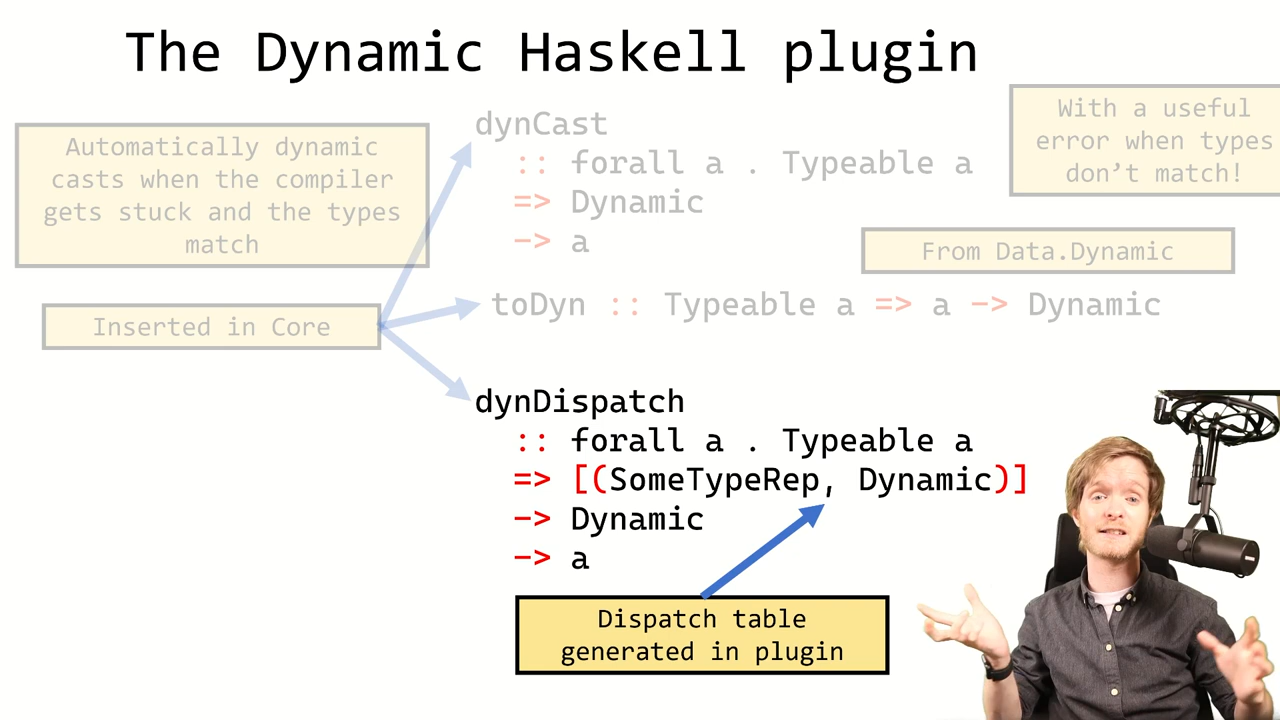 The Dynamic Haskell plugin
Automatically dynamic
casts when the compiler
gets stuck and the types
match
dynCast
:: forall a . Typeable a
=> Dynamic
-> a
With a useful
error when types
don’t match!
From Data.Dynamic
Inserted in Core
toDyn :: Typeable a => a -> Dynamic
dynDispatch
:: forall a . Typeable a
=> [(SomeTypeRep, Dynamic)]
-> Dynamic
-> a
Dispatch table
generated in plugin